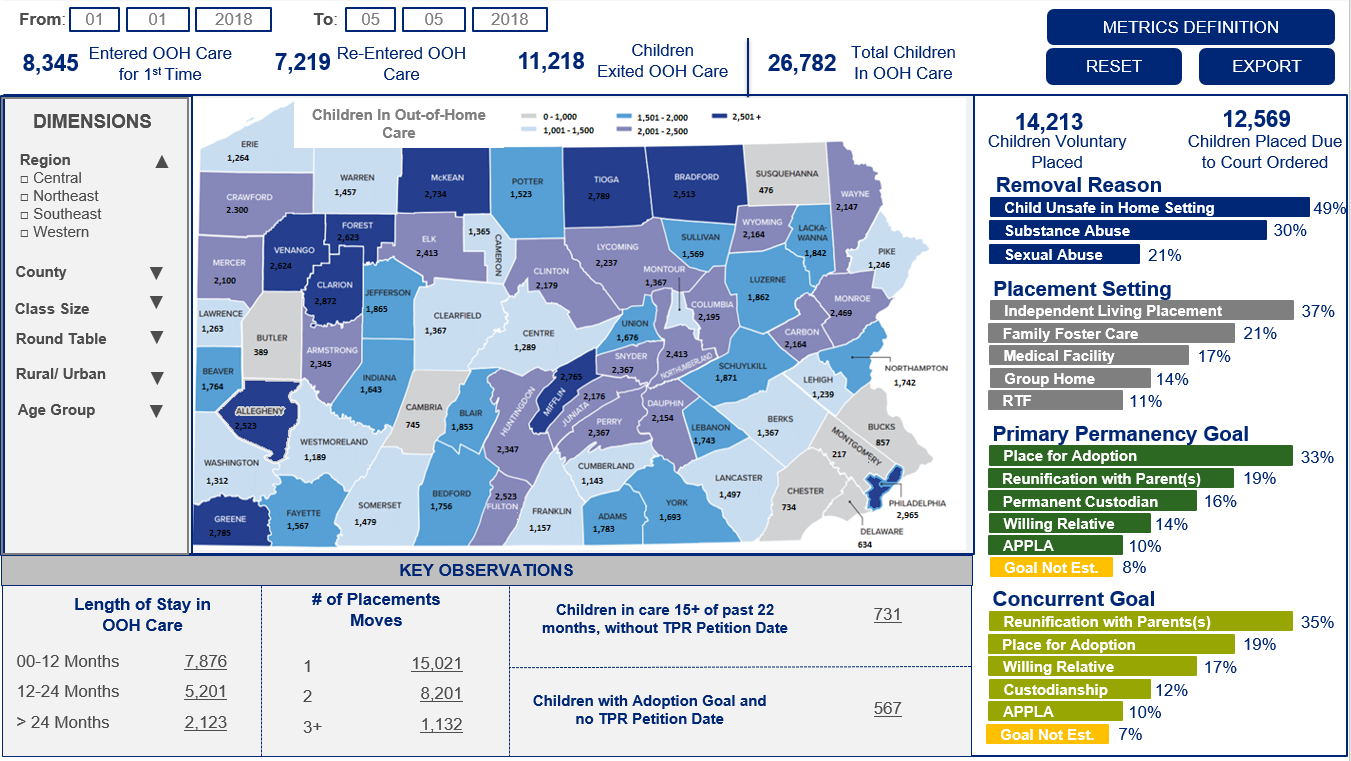 From: 01 01 2018 To: 05 05 2018
METRICS DEFINITION
RESET EXPORT
8,345 Entered OOH Care
for 1st Time
7,219 Re-Entered OOH
Care
11,218 Children
Exited OOH Care
26,782 Total Children
In OOH Care
DIMENSIONS
Region ▲
□ Central
□ Northeast
□ Southeast
□ Western
County ▼
Class Size ▼
Round Table ▼
Rural/ Urban ▼
Age Group ▼
Children In Out-of-Home
Care
0 - 1,000
1,001 - 1,500
1,501 - 2,000
2,001 - 2,500
2,501 +
ERIE
1,264
CRAWFORD
2.300
WARREN
1,457
McKEAN
2,734
POTTER
1,523
TIOGA
2,789
BRADFORD
2,513
SUSQUEHANNA
476
WAYNE
2,147
MERCER
2,100
VENANGO
2,624
FOREST
2,623
ELK
2,413
1,365
CAMERON
CLINTON
2,179
LYCOMING
2,237
SULLIVAN
1,569
WYOMING
2,164
LACKA-
WANNA
1,842
PIKE
1,246
LAWRENCE
1,263
BUTLER
389
CLARION
2,872
JEFFERSON
1,865
CLEARFIELD
1,367
CENTRE
1,289
UNION
1,676
MONTOUR
1,367
COLUMBIA
2,195
LUZERNE
1,862
MONROE
2,469
BEAVER
1,764
ARMSTRONG
2,345
INDIANA
1,643
CAMBRIA
745
BLAIR
1,853
HUNTINGDON
2,347
2,765
MIFFLIN
SNYDER
2,367
2,413
NORTHUMBERLAND
SCHUYLKILL
1,871
CARBON
2,164
NORTHAMPTON
1,742
ALLEGHENY
2,523
WESTMORELAND
1,189
2,176
JUNIATA
PERRY
2,367
DAUPHIN
2,154
LEBANON
1,743
BERKS
1,367
LEHIGH
1,239
BUCKS
857
MONTGOMERY
217
WASHINGTON
1,312
GREENE
2,785
FAYETTE
1,567
SOMERSET
1,479
BEDFORD
1,756
2,523
FULTON
FRANKLIN
1,157
CUMBERLAND
1,143
ADAMS
1,783
YORK
1,693
LANCASTER
1,497
CHESTER
734
DELAWARE
634
PHILADELPHIA
2,965
14,213
Children Voluntary
Placed
12,569
Children Placed Due
to Court Ordered
Removal Reason
Child Unsafe in Home Setting 49%
Substance Abuse 30%
Sexual Abuse 21%
Placement Setting
Independent Living Placement 37%
Family Foster Care 21%
Medical Facility 17%
Group Home 14%
RTF 11%
Primary Permanency Goal
Place for Adoption 33%
Reunification with Parent(s) 19%
Permanent Custodian 16%
Willing Relative 14%
APPLA 10%
Goal Not Est. 8%
Concurrent Goal
Reunification with Parents(s) 35%
Place for Adoption 19%
Willing Relative 17%
Custodianship 12%
APPLA 10%
Goal Not Est. 7%
KEY OBSERVATIONS
Length of Stay in
OOH Care
00-12 Months 7,876
12-24 Months 5,201
> 24 Months 2,123
# of Placements
Moves
1 15,021
2 8,201
3+ 1,132
Children in care 15+ of past 22
months, without TPR Petition Date 731
Children with Adoption Goal and
no TPR Petition Date 567